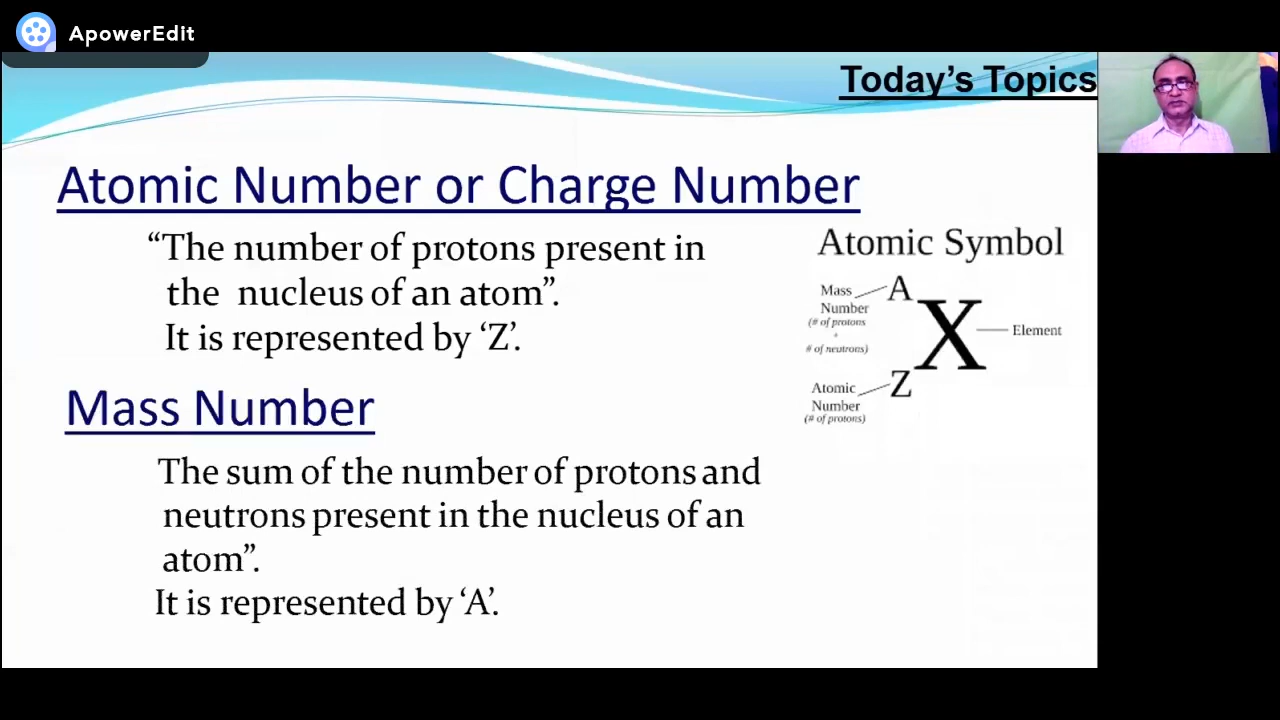 ApowerEdit
Today's Topics
Atomic Number or Charge Number
“The number of protons present in
the nucleus of an atom”.
It is represented by ‘Z’.
Atomic Symbol
Mass
Number
(# of protons
+
# of neutrons)
A
X
Element
Atomic
Number
(# of protons)
Z
Mass Number
The sum of the number of protons and
neutrons present in the nucleus of an
atom”.
It is represented by ‘A’.